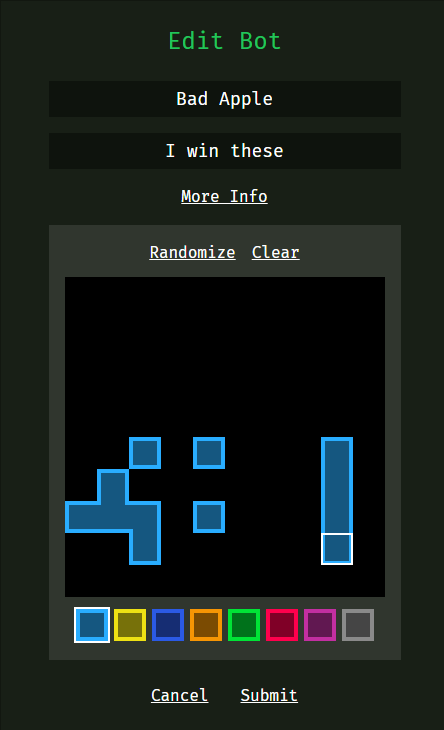 Edit Bot
Bad Apple
I win these
More Info
Randomize Clear
Cancel Submit